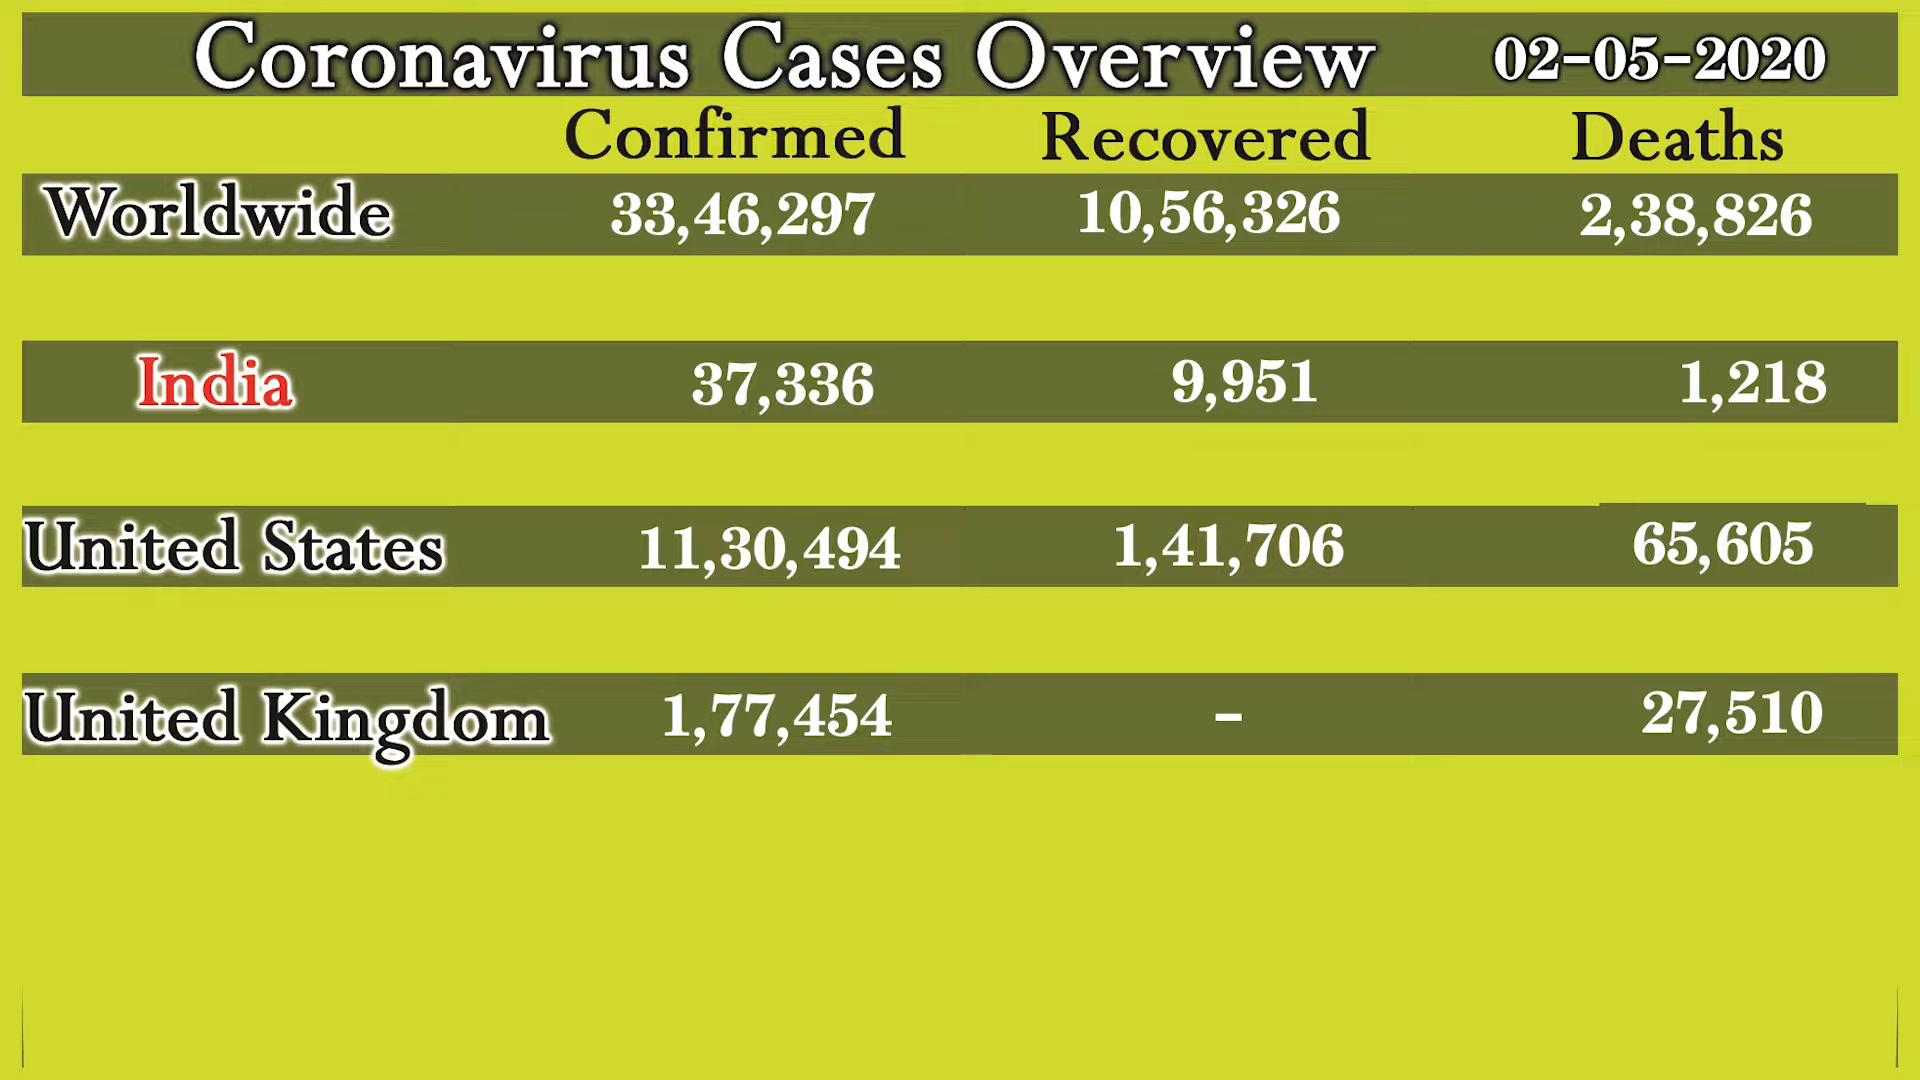 Coronavirus Cases Overview 02-05-2020
Confirmed Recovered Deaths
Worldwide 33,46,297 10,56,326 2,38,826
India 37,336 9,951 1,218
United States 11,30,494 1,41,706 65,605
United Kingdom 1,77,454 - 27,510